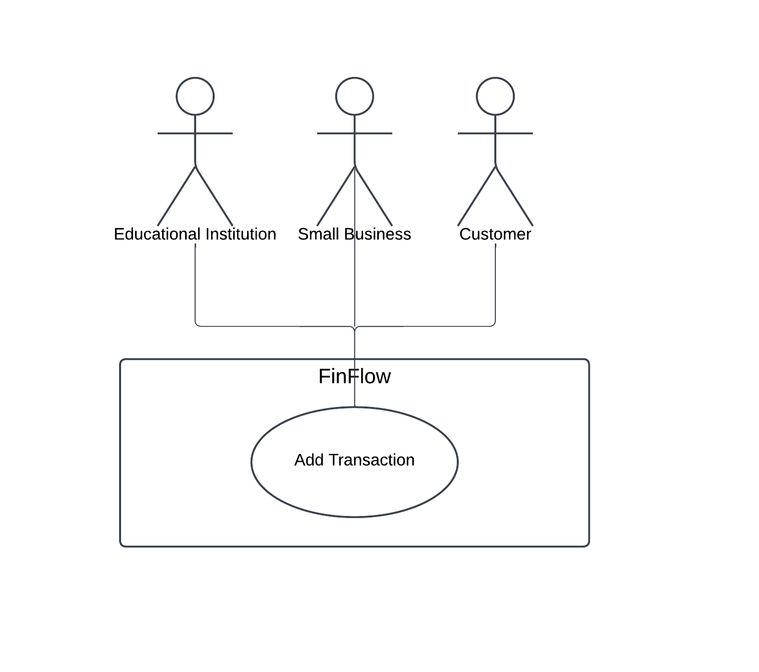 Educational Institution
Small Business
Customer
FinFlow
Add Transaction